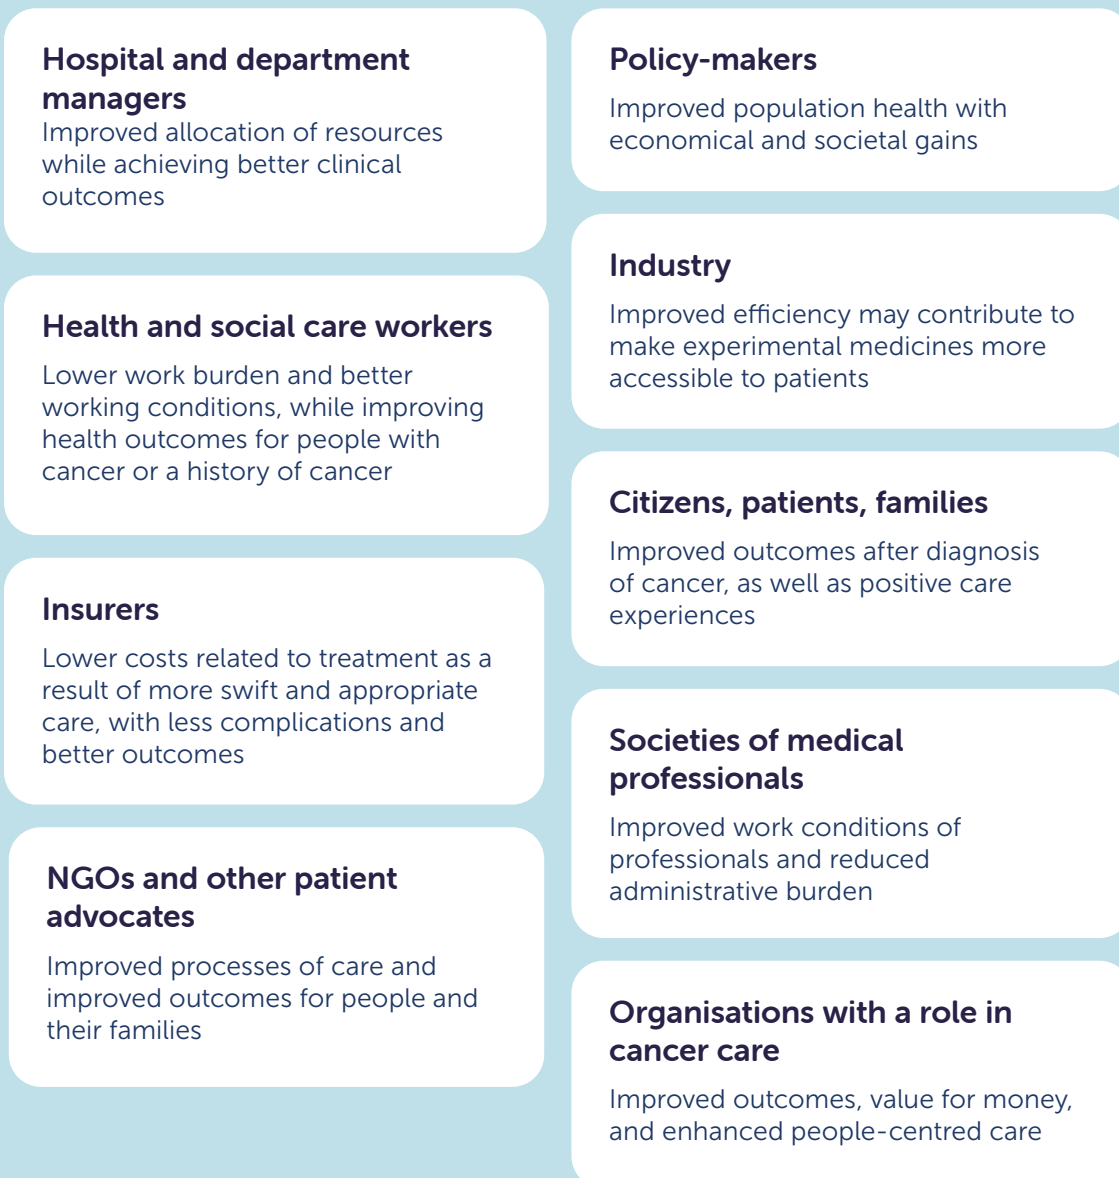 Hospital and department
managers
Improved allocation of resources
while achieving better clinical
outcomes
Health and social care workers
Lower work burden and better
working conditions, while improving
health outcomes for people with
cancer or a history of cancer
Insurers
Lower costs related to treatment as a
result of more swift and appropriate
care, with less complications and
better outcomes
NGOs and other patient
advocates
Improved processes of care and
improved outcomes for people and
their families
Policy-makers
Improved population health with
economical and societal gains
Industry
Improved efficiency may contribute to
make experimental medicines more
accessible to patients
Citizens, patients, families
Improved outcomes after diagnosis
of cancer, as well as positive care
experiences
Societies of medical
professionals
Improved work conditions of
professionals and reduced
administrative burden
Organisations with a role in
cancer care
Improved outcomes, value for money,
and enhanced people-centred care